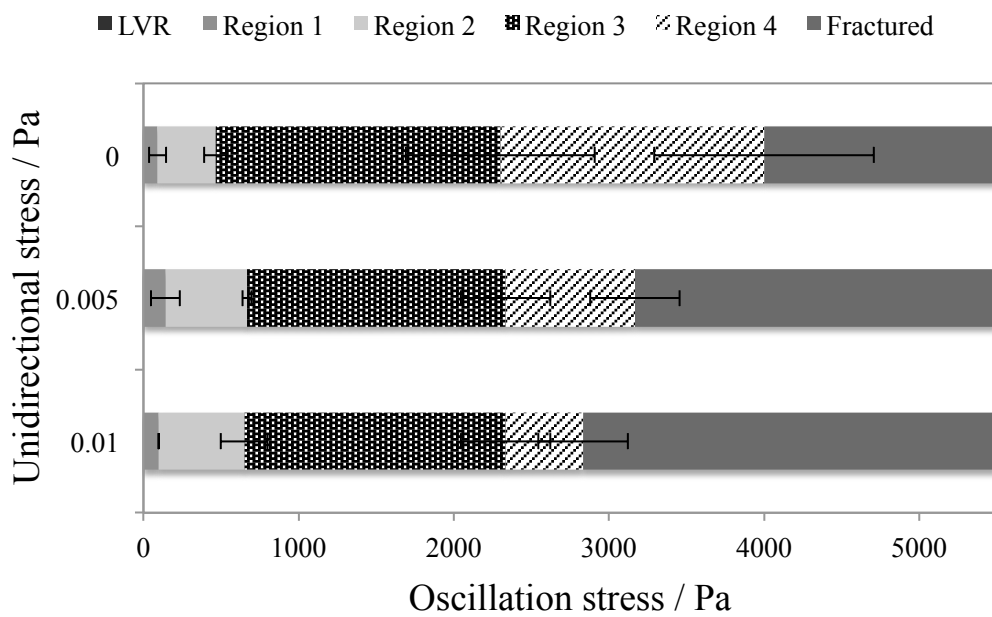 LVR Region 1 Region 2 Region 3 Region 4 Fractured
Unidirectional stress / Pa
0
0.005
0.01
0 1000 2000 3000 4000 5000
Oscillation stress / Pa